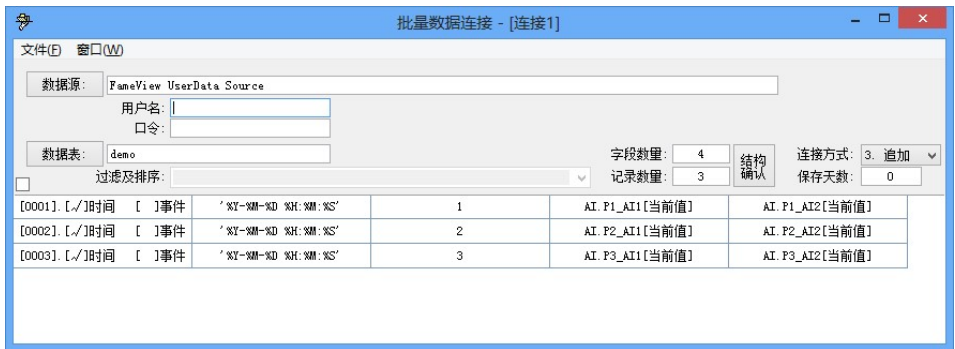 批量数据连接 - [连接1]
文件(F) 窗口(W)
数据源: FameView UserData Source
用户名:
口令:
数据表: demo 字段数量: 4 结构确认 连接方式: 3. 追加
过滤及排序: 记录数量: 3 保存天数: 0
[0001].[√]时间 [ ]事件 '%Y-%M-%D %H:%M:%S' 1 AI.P1_AI1[当前值] AI.P1_AI2[当前值]
[0002].[√]时间 [ ]事件 '%Y-%M-%D %H:%M:%S' 2 AI.P2_AI1[当前值] AI.P2_AI2[当前值]
[0003].[√]时间 [ ]事件 '%Y-%M-%D %H:%M:%S' 3 AI.P3_AI1[当前值] AI.P3_AI2[当前值]